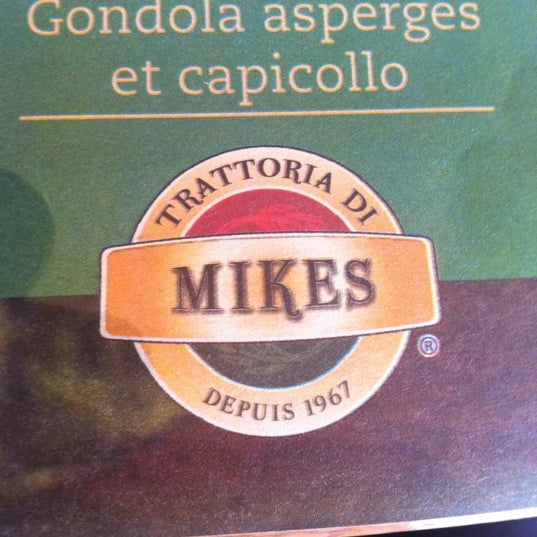 Gondola asperges
et capicollo
TRATTORIA DI
MIKES
®
DEPUIS 1967